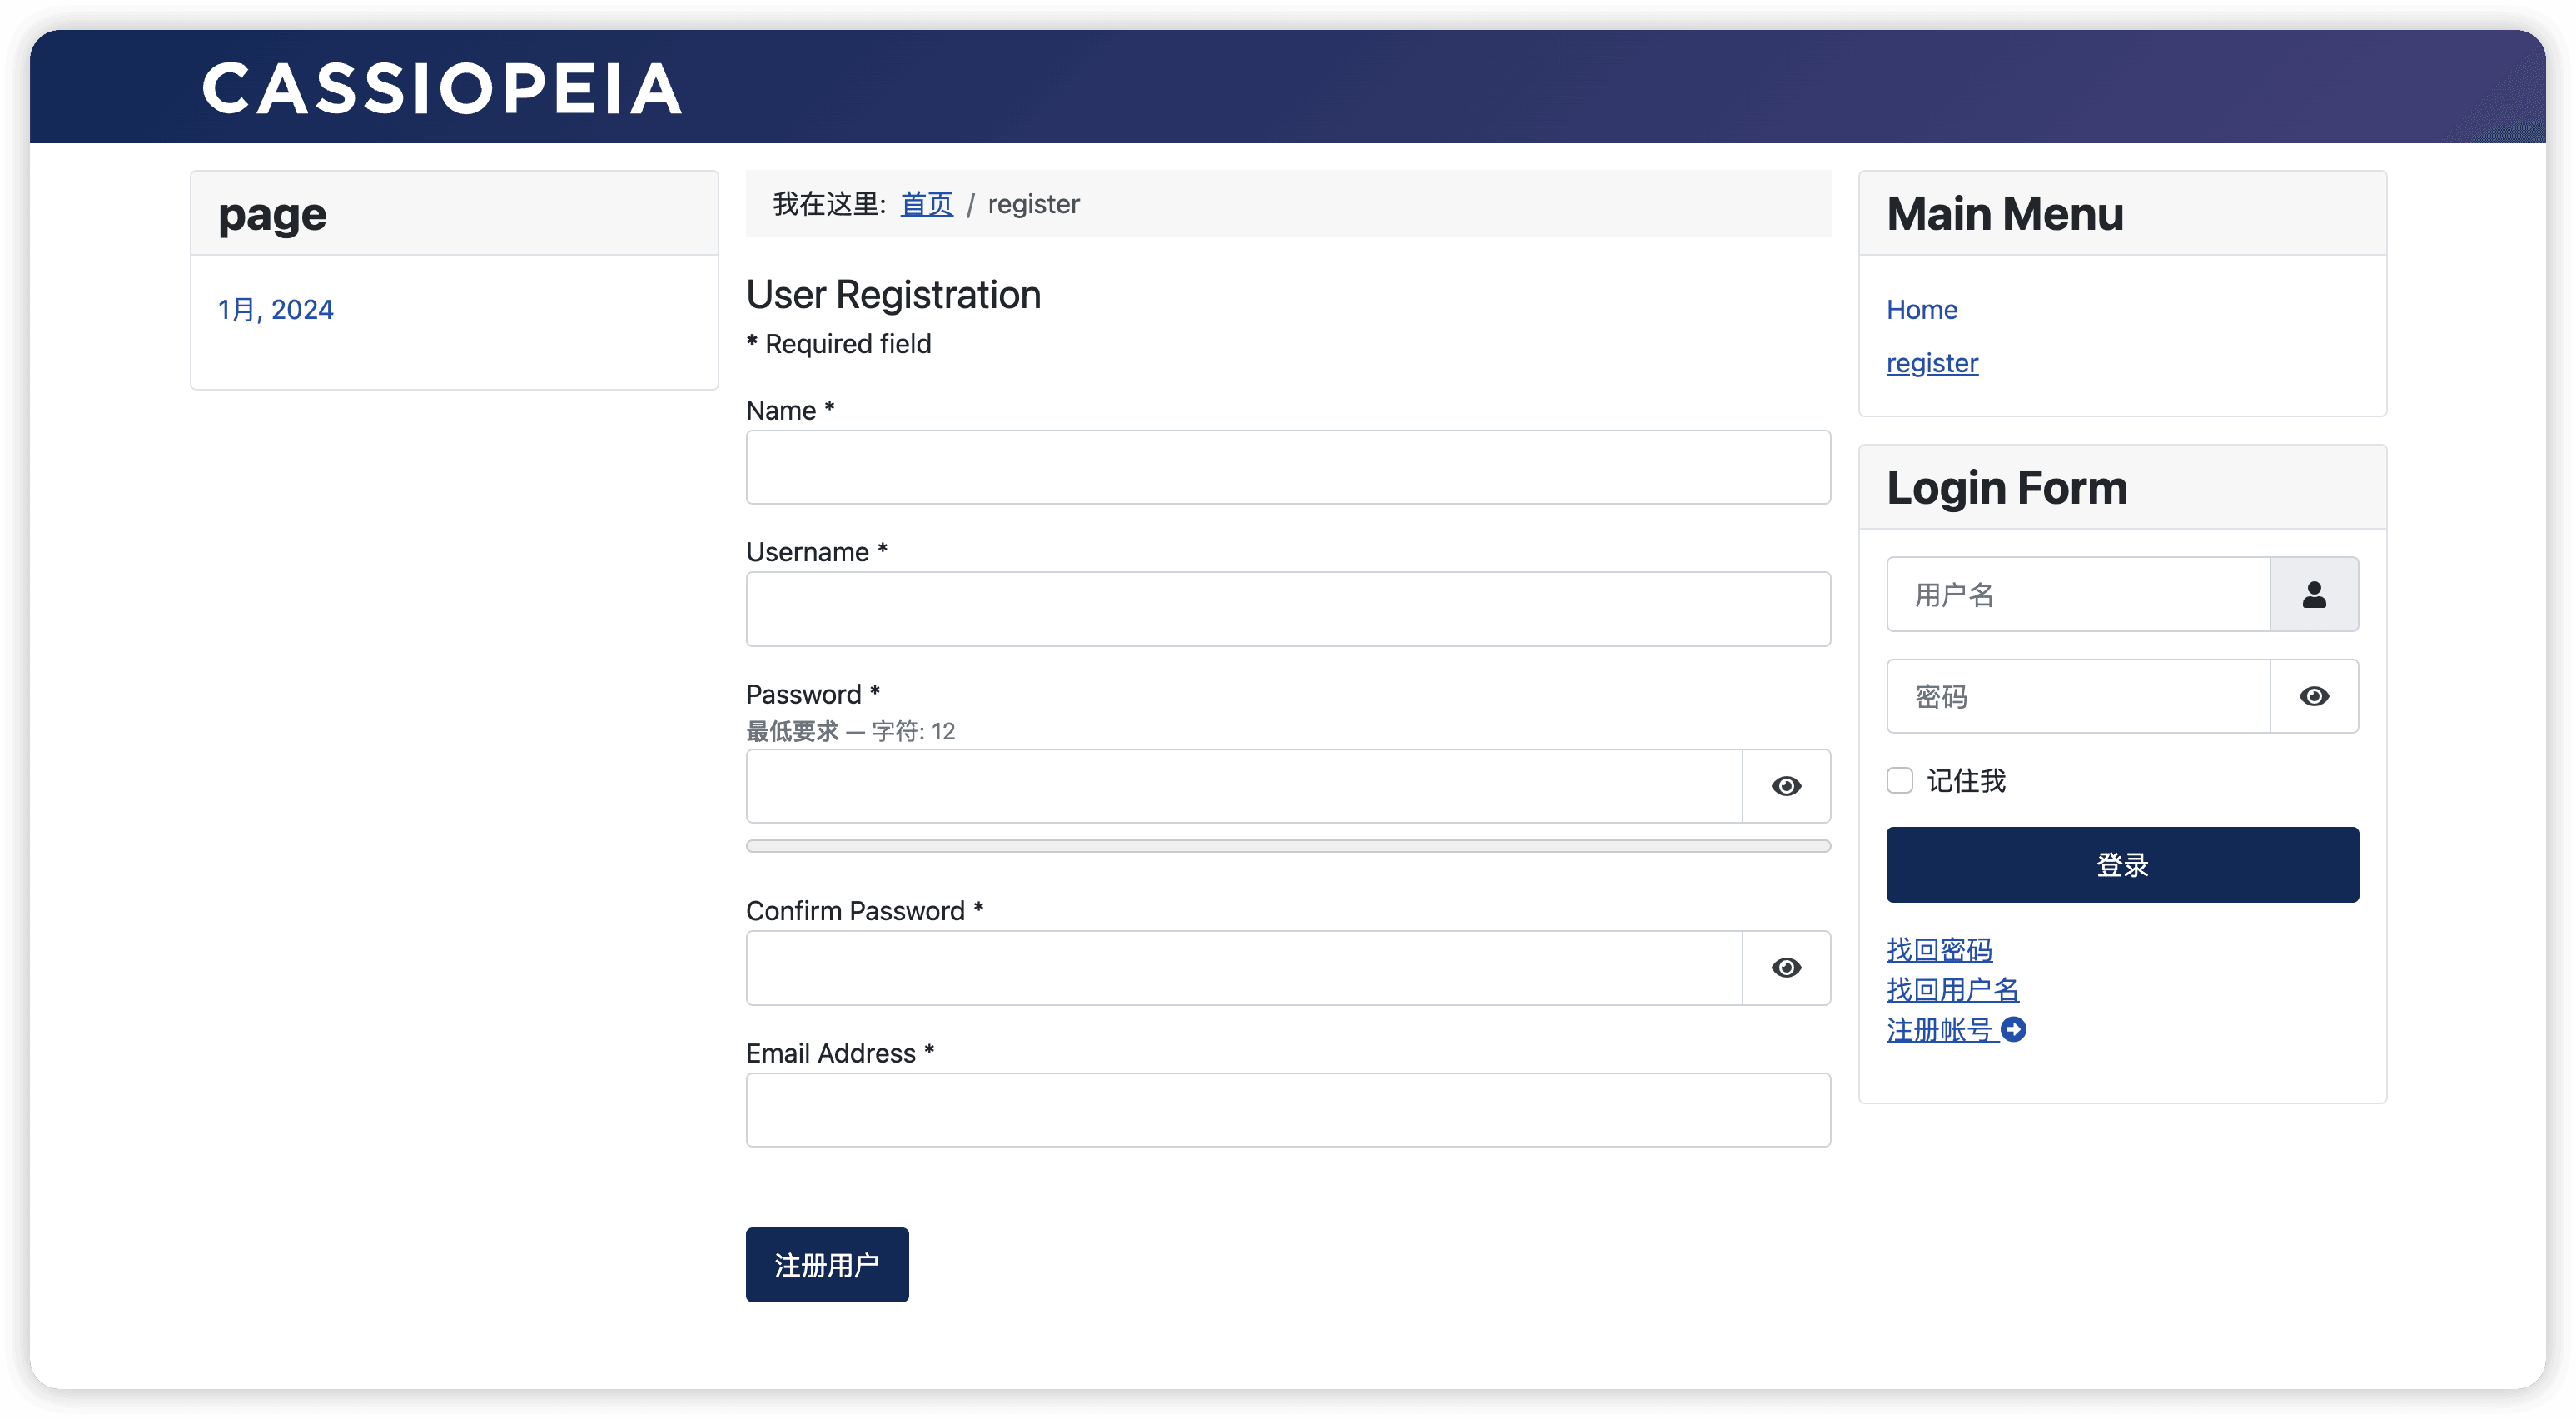 CASSIOPEIA
page
1月, 2024
我在这里: 首页 / register
User Registration
* Required field
Name *
Username *
Password *
最低要求 — 字符: 12
Confirm Password *
Email Address *
注册用户
Main Menu
Home
register
Login Form
用户名
密码
记住我
登录
找回密码
找回用户名
注册帐号